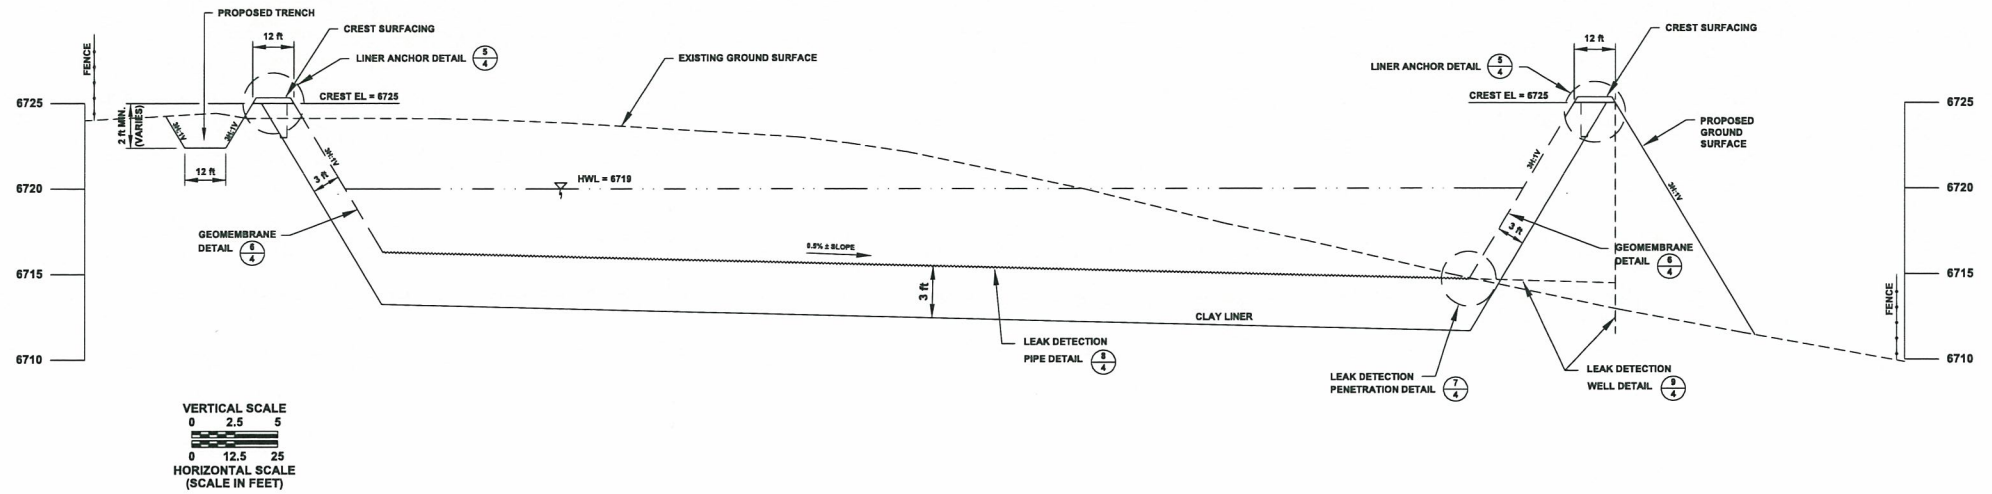 PROPOSED TRENCH
12 ft
CREST SURFACING
LINER ANCHOR DETAIL
5
4
FENCE
CREST EL = 6725
2 ft MIN.
(VARIES)
3H:1V
3H:1V
12 ft
3H:1V
3 ft
EXISTING GROUND SURFACE
HWL = 6719
GEOMEMBRANE
DETAIL
6
4
0.5% ± SLOPE
3 ft
CLAY LINER
LEAK DETECTION
PIPE DETAIL
8
4
12 ft
CREST SURFACING
LINER ANCHOR DETAIL
5
4
CREST EL = 6725
PROPOSED
GROUND
SURFACE
3H:1V
3H:1V
3 ft
GEOMEMBRANE
DETAIL
6
4
LEAK DETECTION
PENETRATION DETAIL
7
4
LEAK DETECTION
WELL DETAIL
9
4
FENCE
6725
6720
6715
6710
6725
6720
6715
6710
VERTICAL SCALE
0 2.5 5
0 12.5 25
HORIZONTAL SCALE
(SCALE IN FEET)